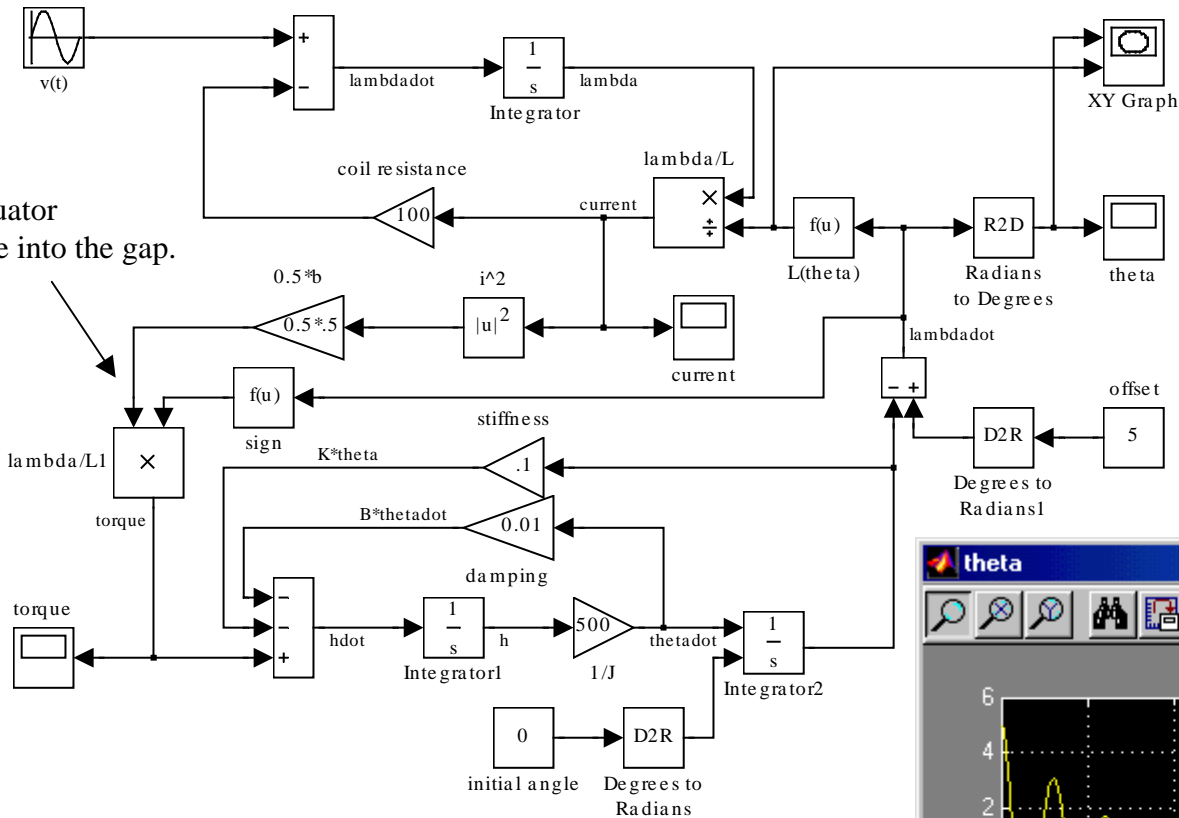 v(t)
+
−
lambdadot
1
s
Integrator
lambda
XY Graph
coil resistance
100
current
lambda/L
×
÷
f(u)
L(theta)
R2D
Radians
to Degrees
theta
into the gap.
0.5*b
0.5*.5
i^2
|u|²
current
lambdadot
− +
offset
5
D2R
Degrees to
Radians1
f(u)
sign
lambda/L1
×
torque
stiffness
K*theta
.1
B*thetadot
0.01
damping
torque
−
−
+
hdot
1
s
Integrator1
h
500
1/J
thetadot
1
s
Integrator2
0
initial angle
D2R
Degrees to
Radians
theta
6
4
2